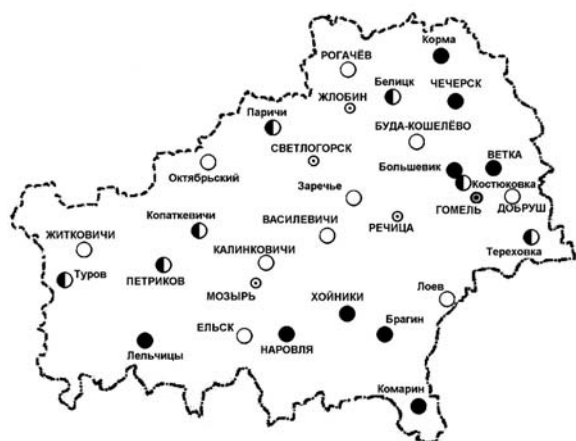 Корма
РОГАЧЁВ
Белицк
ЧЕЧЕРСК
ЖЛОБИН
Паричи
БУДА-КОШЕЛЁВО
СВЕТЛОГОРСК
Большевик
ВЕТКА
Октябрьский
Костюковка
Заречье
ГОМЕЛЬ
ДОБРУШ
Копаткевичи
ВАСИЛЕВИЧИ
РЕЧИЦА
ЖИТКОВИЧИ
КАЛИНКОВИЧИ
Тереховка
Туров
ПЕТРИКОВ
МОЗЫРЬ
Лоев
ХОЙНИКИ
Брагин
ЕЛЬСК
НАРОВЛЯ
Лельчицы
Комарин